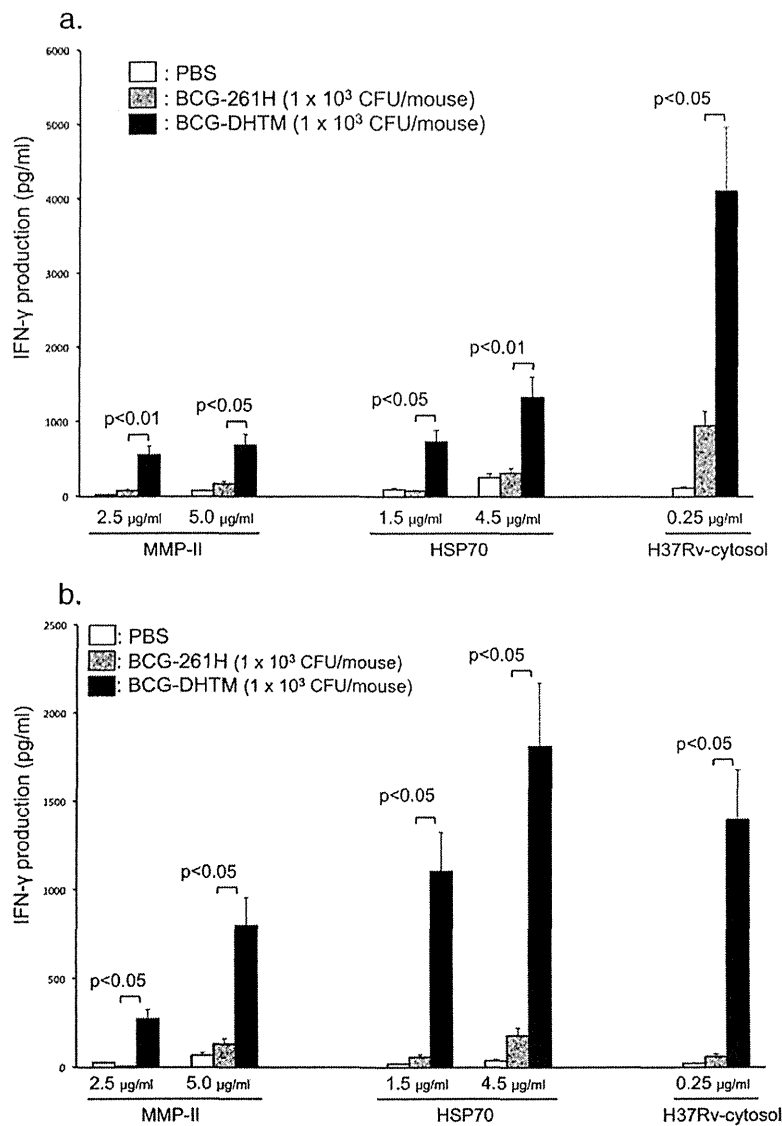 a.
6000
5000
4000
3000
2000
1000
0
IFN-γ production (pg/ml)
: PBS
: BCG-261H (1 x 10³ CFU/mouse)
: BCG-DHTM (1 x 10³ CFU/mouse)
p<0.01
p<0.05
p<0.05
p<0.01
p<0.05
2.5 µg/ml 5.0 µg/ml 1.5 µg/ml 4.5 µg/ml 0.25 µg/ml
MMP-II HSP70 H37Rv-cytosol
b.
2500
2000
1500
1000
500
0
IFN-γ production (pg/ml)
: PBS
: BCG-261H (1 x 10³ CFU/mouse)
: BCG-DHTM (1 x 10³ CFU/mouse)
p<0.05
p<0.05
p<0.05
p<0.05
p<0.05
2.5 µg/ml 5.0 µg/ml 1.5 µg/ml 4.5 µg/ml 0.25 µg/ml
MMP-II HSP70 H37Rv-cytosol